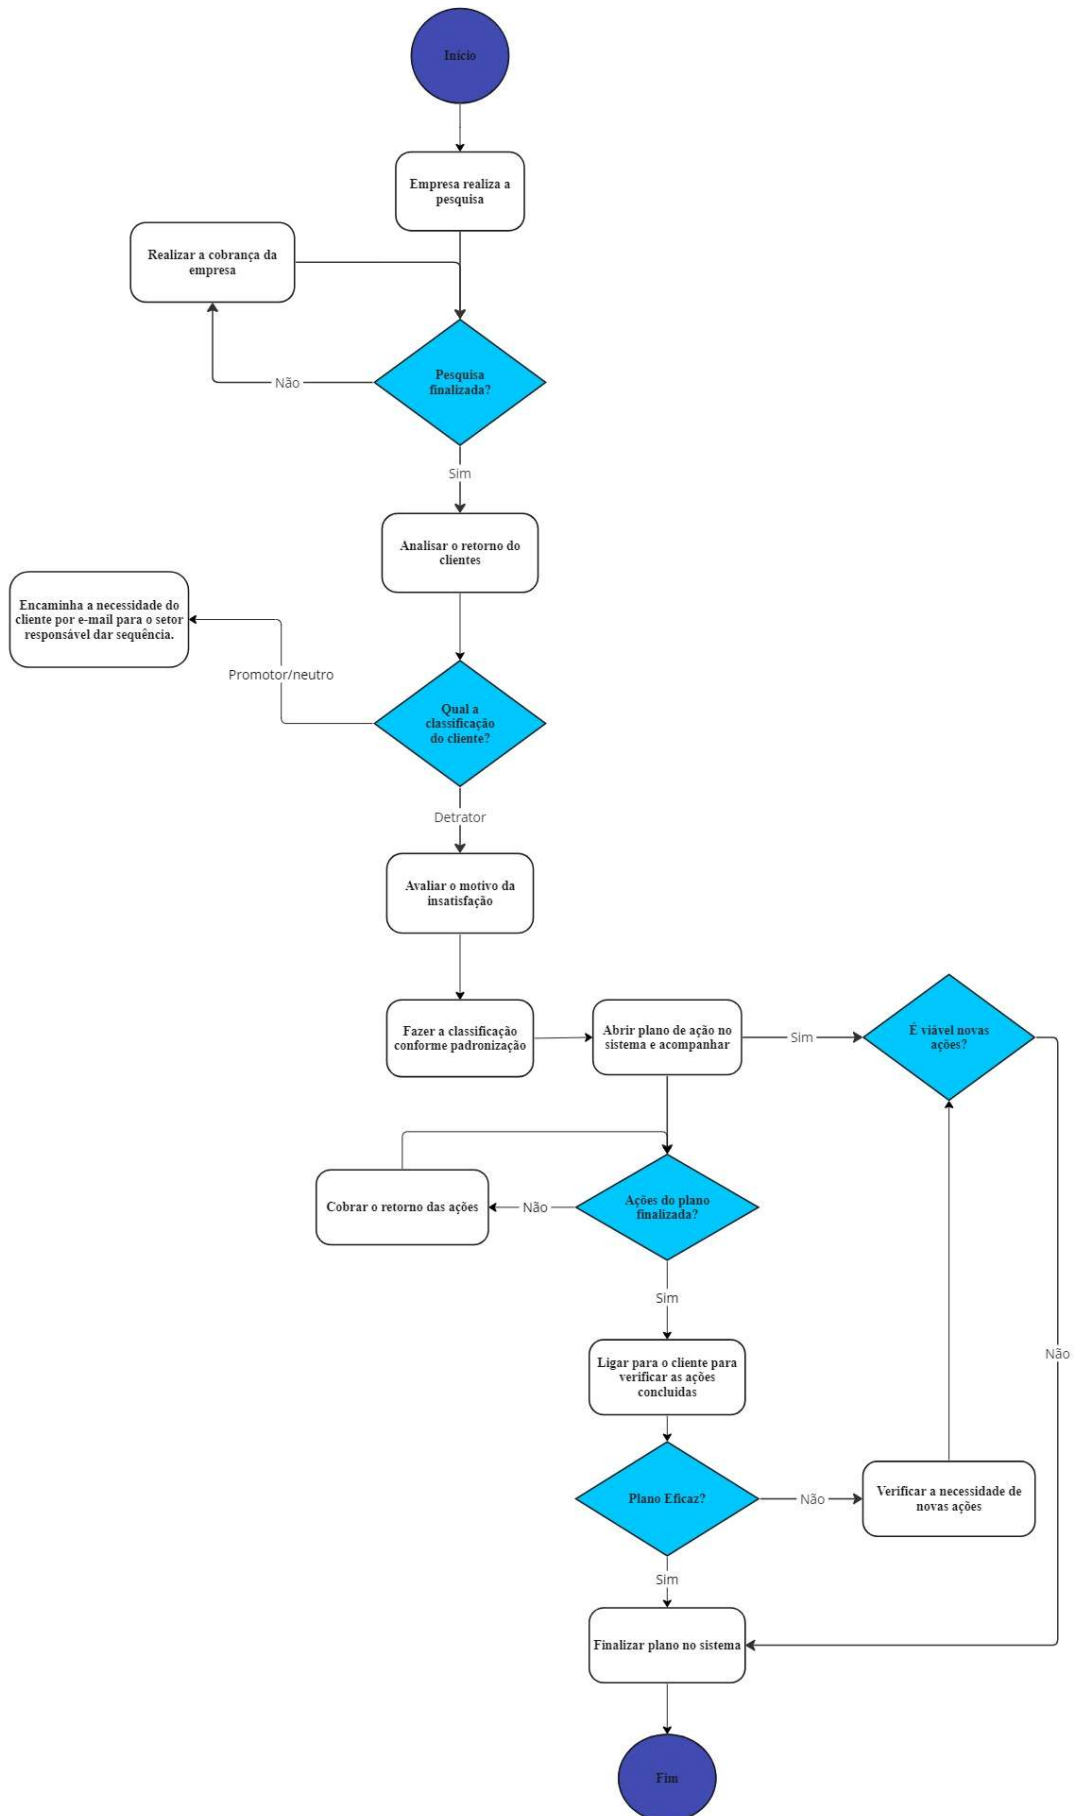 Início
Empresa realiza a
pesquisa
Realizar a cobrança da
empresa
Pesquisa
finalizada?
Não
Sim
Analisar o retorno do
clientes
Encaminha a necessidade do
cliente por e-mail para o setor
responsável dar sequência.
Promotor/neutro
Qual a
classificação
do cliente?
Detrator
Avaliar o motivo da
insatisfação
Fazer a classificação
conforme padronização
Abrir plano de ação no
sistema e acompanhar
Sim
É viável novas
ações?
Cobrar o retorno das ações
Não
Ações do plano
finalizada?
Sim
Não
Ligar para o cliente para
verificar as ações
concluidas
Plano Eficaz?
Não
Verificar a necessidade de
novas ações
Sim
Finalizar plano no sistema
Fim